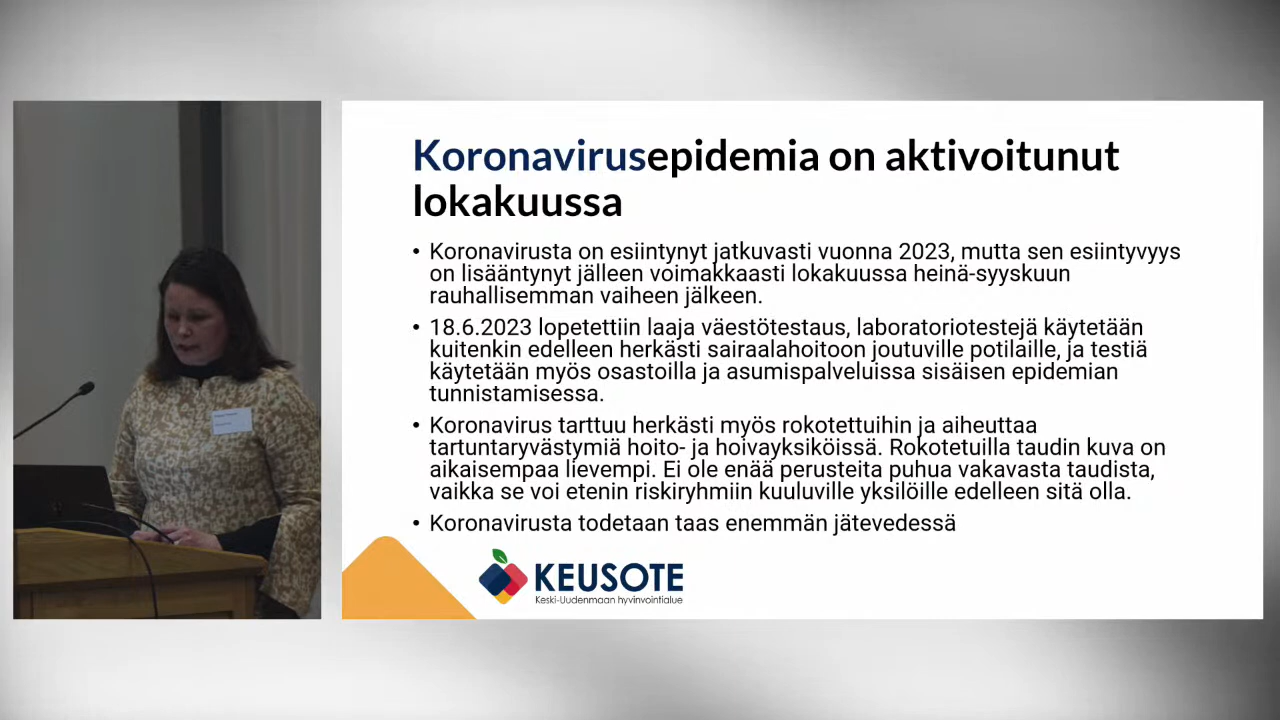 Koronavirusepidemia on aktivoitunut
lokakuussa
• Koronavirusta on esiintynyt jatkuvasti vuonna 2023, mutta sen esiintyvyys
on lisääntynyt jälleen voimakkaasti lokakuussa heinä-syyskuun
rauhallisemman vaiheen jälkeen.
• 18.6.2023 lopetettiin laaja väestötestaus, laboratoriotestejä käytetään
kuitenkin edelleen herkästi sairaalahoitoon joutuville potilaille, ja testiä
käytetään myös osastoilla ja asumispalveluissa sisäisen epidemian
tunnistamisessa.
• Koronavirus tarttuu herkästi myös rokotettuihin ja aiheuttaa
tartuntaryvästymiä hoito- ja hoivayksiköissä. Rokotetuilla taudin kuva on
aikaisempaa lievempi. Ei ole enää perusteita puhua vakavasta taudista,
vaikka se voi etenin riskiryhmiin kuuluville yksilöille edelleen sitä olla.
• Koronavirusta todetaan taas enemmän jätevedessä
KEUSOTE
Keski-Uudenmaan hyvinvointialue